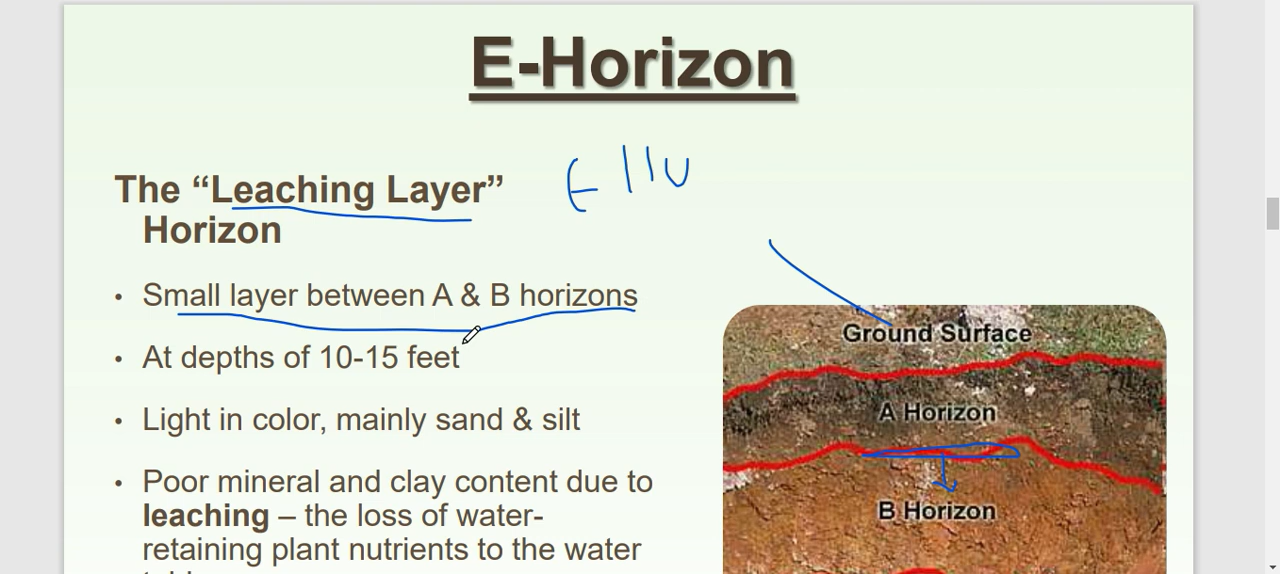 E-Horizon
The “Leaching Layer”
Horizon
Ellu
• Small layer between A & B horizons
• At depths of 10-15 feet
• Light in color, mainly sand & silt
• Poor mineral and clay content due to
leaching – the loss of water-
retaining plant nutrients to the water
Ground Surface
A Horizon
B Horizon